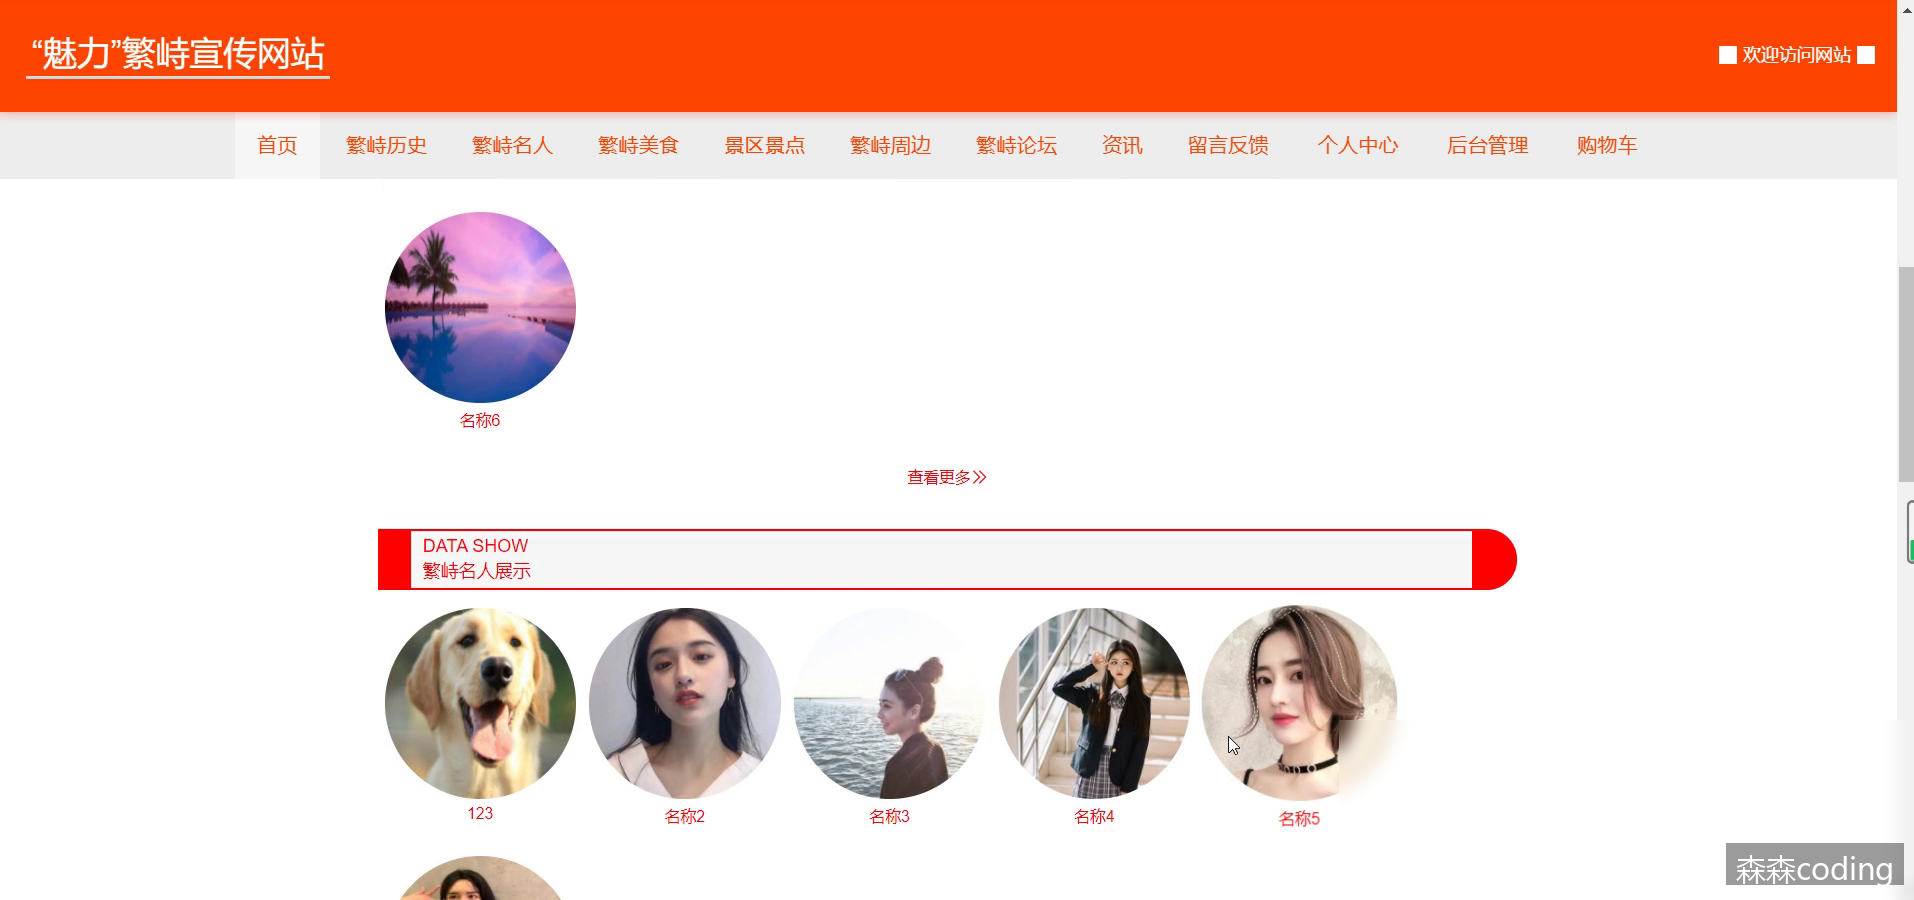 “魅力”繁峙宣传网站
欢迎访问网站
首页 繁峙历史 繁峙名人 繁峙美食 景区景点 繁峙周边 繁峙论坛 资讯 留言反馈 个人中心 后台管理 购物车
名称6
查看更多
DATA SHOW
繁峙名人展示
123 名称2 名称3 名称4 名称5
森森coding